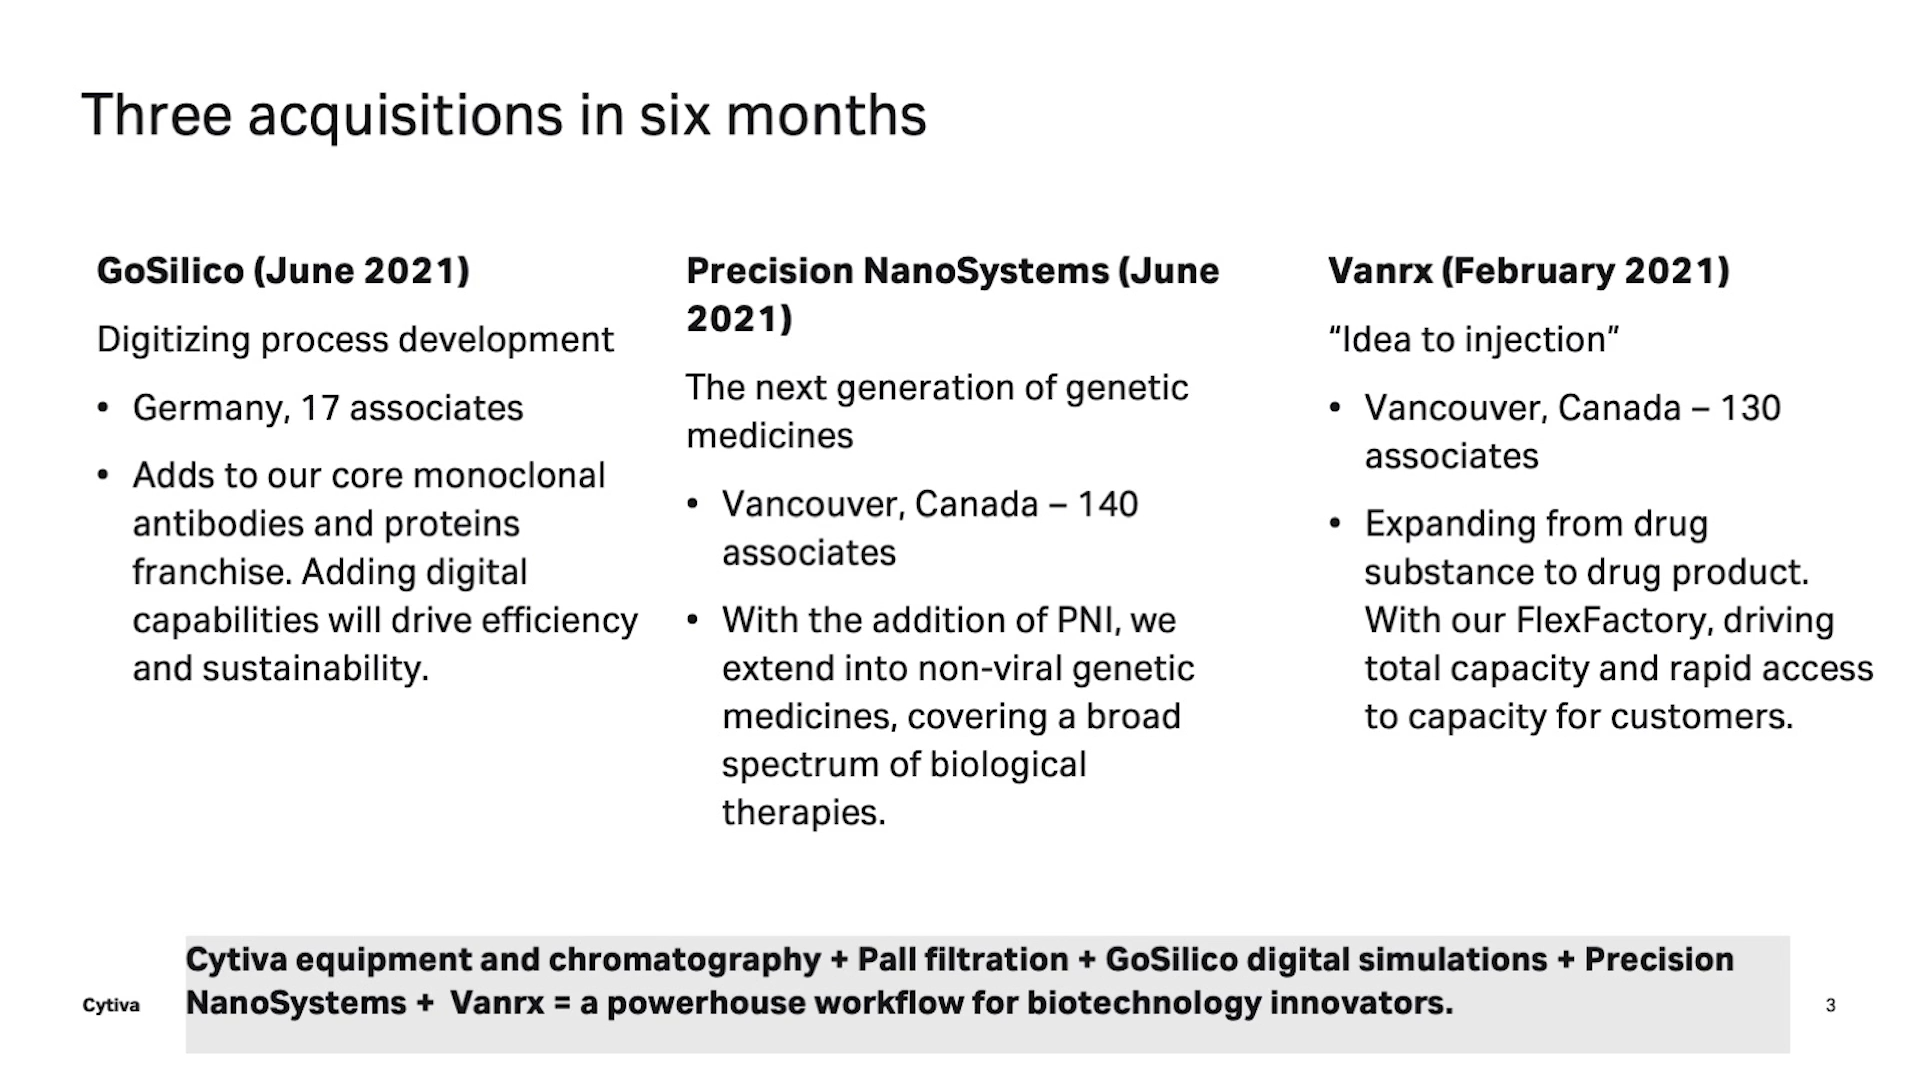 Three acquisitions in six months
GoSilico (June 2021)
Digitizing process development
• Germany, 17 associates
• Adds to our core monoclonal
antibodies and proteins
franchise. Adding digital
capabilities will drive efficiency
and sustainability.
Precision NanoSystems (June
2021)
The next generation of genetic
medicines
• Vancouver, Canada – 140
associates
• With the addition of PNI, we
extend into non-viral genetic
medicines, covering a broad
spectrum of biological
therapies.
Vanrx (February 2021)
“Idea to injection”
• Vancouver, Canada – 130
associates
• Expanding from drug
substance to drug product.
With our FlexFactory, driving
total capacity and rapid access
to capacity for customers.
Cytiva equipment and chromatography + Pall filtration + GoSilico digital simulations + Precision
NanoSystems +  Vanrx = a powerhouse workflow for biotechnology innovators.
Cytiva
3